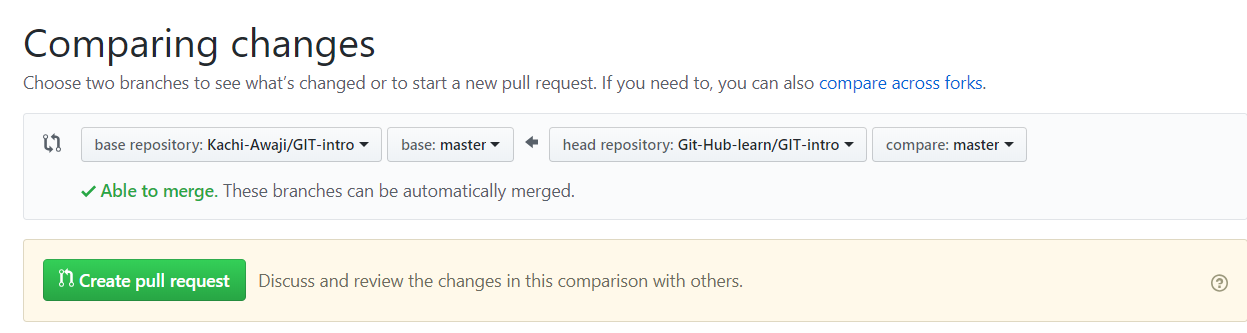 Comparing changes
Choose two branches to see what’s changed or to start a new pull request. If you need to, you can also compare across forks.
base repository: Kachi-Awaji/GIT-intro base: master head repository: Git-Hub-learn/GIT-intro compare: master
Able to merge. These branches can be automatically merged.
Create pull request Discuss and review the changes in this comparison with others.